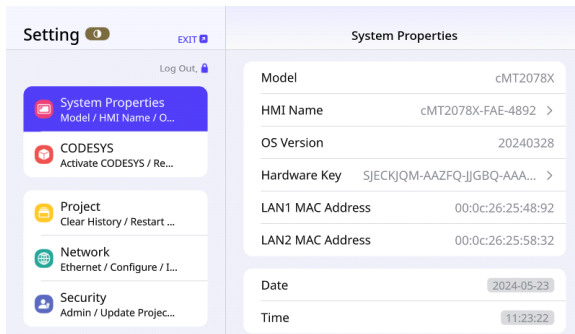 Setting
EXIT
Log Out,
System Properties
Model / HMI Name / O...
CODESYS
Activate CODESYS / Re...
Project
Clear History / Restart ...
Network
Ethernet / Configure / I...
Security
Admin / Update Projec...
System Properties
Model cMT2078X
HMI Name cMT2078X-FAE-4892 >
OS Version 20240328
Hardware Key SJECKJQM-AAZFQ-JJGBQ-AAA... >
LAN1 MAC Address 00:0c:26:25:48:92
LAN2 MAC Address 00:0c:26:25:58:32
Date 2024-05-23
Time 11:23:22